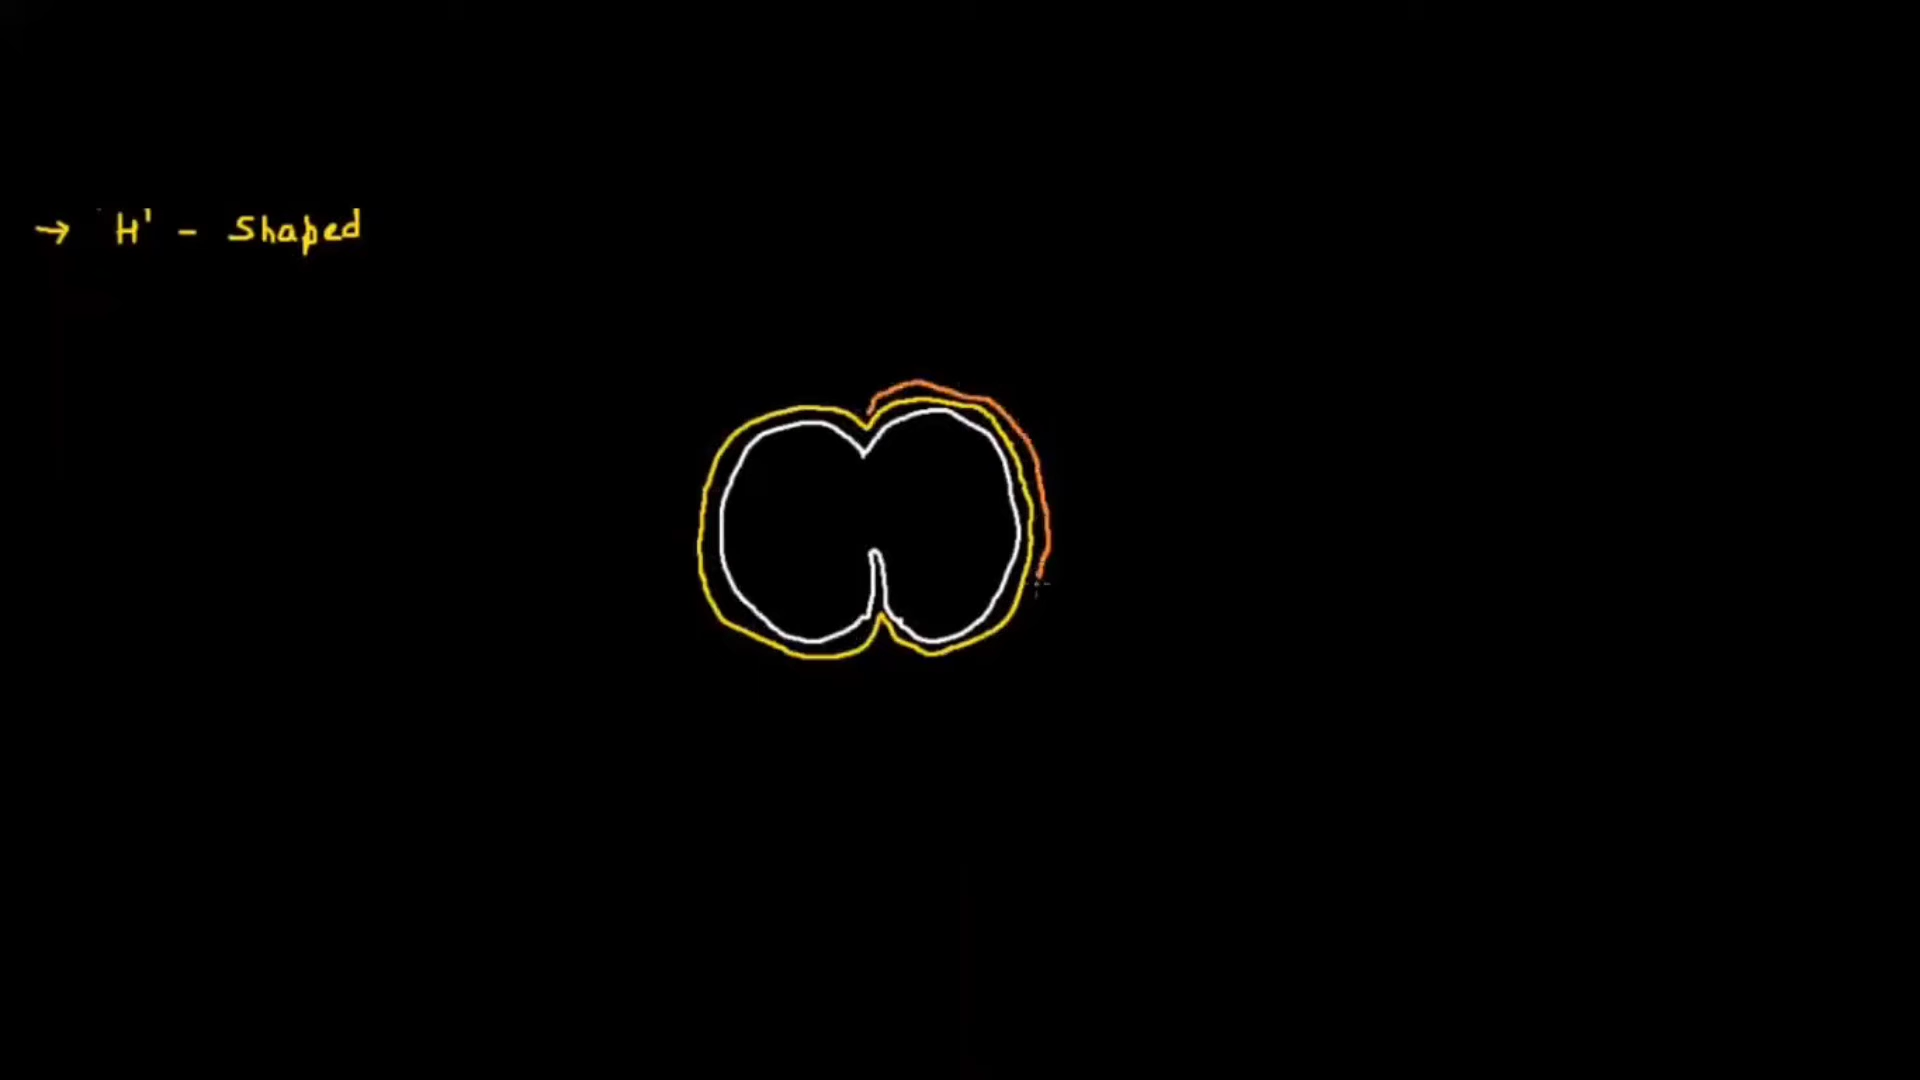 → 'H' - Shaped